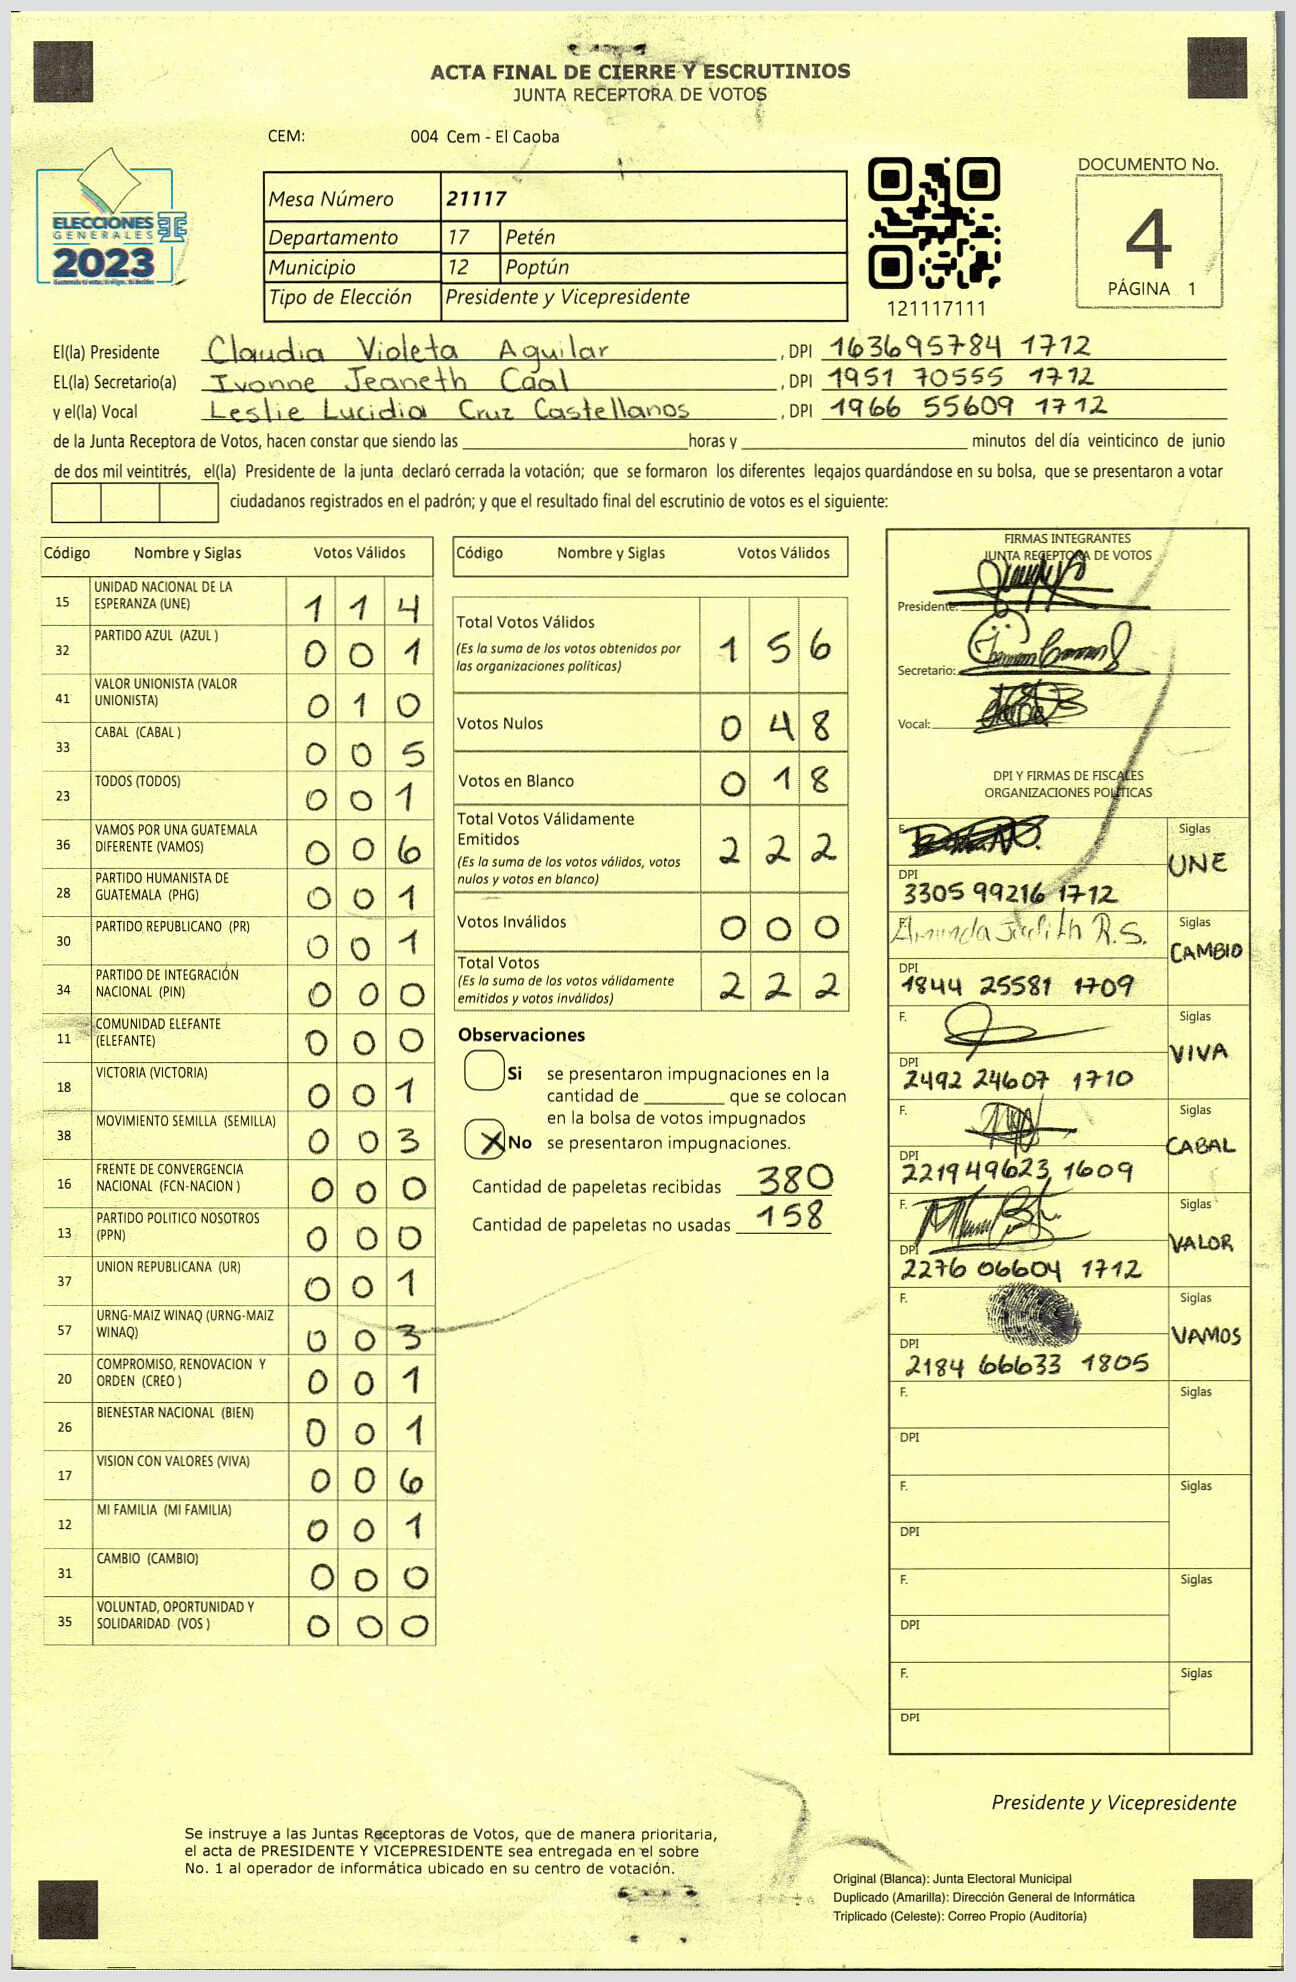 ACTA FINAL DE CIERRE Y ESCRUTINIOS
JUNTA RECEPTORA DE VOTOS
CEM: 004 Cem - El Caoba
ELECCIONES
GENERALES
2023
Mesa Número 21117
Departamento 17 Petén
Municipio 12 Poptún
Tipo de Elección Presidente y Vicepresidente
121117111
DOCUMENTO No.
4
PÁGINA 1
El(la) Presidente Claudia Violeta Aguilar , DPI 163695784 1712
EL(la) Secretario(a) Ivonne Jeaneth Caal , DPI 1951 70555 1712
y el(la) Vocal Leslie Lucidia Cruz Castellanos , DPI 1966 55609 1712
de la Junta Receptora de Votos, hacen constar que siendo las horas y minutos del día veinticinco de junio
de dos mil veintitrés, el(la) Presidente de la junta declaró cerrada la votación; que se formaron los diferentes legajos guardándose en su bolsa, que se presentaron a votar
ciudadanos registrados en el padrón; y que el resultado final del escrutinio de votos es el siguiente:
Código Nombre y Siglas Votos Válidos
15 UNIDAD NACIONAL DE LA ESPERANZA (UNE) 1 1 4
32 PARTIDO AZUL (AZUL ) 0 0 1
41 VALOR UNIONISTA (VALOR UNIONISTA) 0 1 0
33 CABAL (CABAL ) 0 0 5
23 TODOS (TODOS) 0 0 1
36 VAMOS POR UNA GUATEMALA DIFERENTE (VAMOS) 0 0 6
28 PARTIDO HUMANISTA DE GUATEMALA (PHG) 0 0 1
30 PARTIDO REPUBLICANO (PR) 0 0 1
34 PARTIDO DE INTEGRACIÓN NACIONAL (PIN) 0 0 0
11 COMUNIDAD ELEFANTE (ELEFANTE) 0 0 0
18 VICTORIA (VICTORIA) 0 0 1
38 MOVIMIENTO SEMILLA (SEMILLA) 0 0 3
16 FRENTE DE CONVERGENCIA NACIONAL (FCN-NACION ) 0 0 0
13 PARTIDO POLITICO NOSOTROS (PPN) 0 0 0
37 UNION REPUBLICANA (UR) 0 0 1
57 URNG-MAIZ WINAQ (URNG-MAIZ WINAQ) 0 0 3
20 COMPROMISO, RENOVACION Y ORDEN (CREO ) 0 0 1
26 BIENESTAR NACIONAL (BIEN) 0 0 1
17 VISION CON VALORES (VIVA) 0 0 6
12 MI FAMILIA (MI FAMILIA) 0 0 1
31 CAMBIO (CAMBIO) 0 0 0
35 VOLUNTAD, OPORTUNIDAD Y SOLIDARIDAD (VOS ) 0 0 0
Código Nombre y Siglas Votos Válidos
Total Votos Válidos 1 5 6
(Es la suma de los votos obtenidos por
las organizaciones políticas)
Votos Nulos 0 4 8
Votos en Blanco 0 1 8
Total Votos Válidamente
Emitidos 2 2 2
(Es la suma de los votos válidos, votos
nulos y votos en blanco)
Votos Inválidos 0 0 0
Total Votos 2 2 2
(Es la suma de los votos válidamente
emitidos y votos inválidos)
Observaciones
Si se presentaron impugnaciones en la
cantidad de que se colocan
en la bolsa de votos impugnados
X No se presentaron impugnaciones.
Cantidad de papeletas recibidas 380
Cantidad de papeletas no usadas 158
FIRMAS INTEGRANTES
JUNTA RECEPTORA DE VOTOS
Presidente:
Secretario:
Vocal:
DPI Y FIRMAS DE FISCALES
ORGANIZACIONES POLÍTICAS
F. Siglas
UNE
DPI
3305 99216 1712
F. Judith R.S. Siglas
CAMBIO
DPI
1844 25581 1709
F. Siglas
VIVA
DPI
2492 24607 1710
F. Siglas
CABAL
DPI
221949623 1609
F. Siglas
VALOR
DPI
2276 06604 1712
F. Siglas
VAMOS
DPI
2184 66633 1805
F. Siglas
DPI
F. Siglas
DPI
F. Siglas
DPI
F. Siglas
DPI
Presidente y Vicepresidente
Se instruye a las Juntas Receptoras de Votos, que de manera prioritaria,
el acta de PRESIDENTE Y VICEPRESIDENTE sea entregada en el sobre
No. 1 al operador de informática ubicado en su centro de votación.
Original (Blanca): Junta Electoral Municipal
Duplicado (Amarilla): Dirección General de Informática
Triplicado (Celeste): Correo Propio (Auditoría)